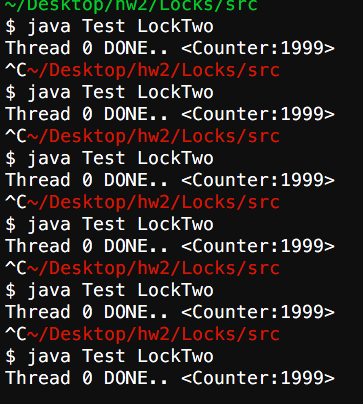 ~/Desktop/hw2/Locks/src
$ java Test LockTwo
Thread 0 DONE.. <Counter:1999>
^C~/Desktop/hw2/Locks/src
$ java Test LockTwo
Thread 0 DONE.. <Counter:1999>
^C~/Desktop/hw2/Locks/src
$ java Test LockTwo
Thread 0 DONE.. <Counter:1999>
^C~/Desktop/hw2/Locks/src
$ java Test LockTwo
Thread 0 DONE.. <Counter:1999>
^C~/Desktop/hw2/Locks/src
$ java Test LockTwo
Thread 0 DONE.. <Counter:1999>
^C~/Desktop/hw2/Locks/src
$ java Test LockTwo
Thread 0 DONE.. <Counter:1999>